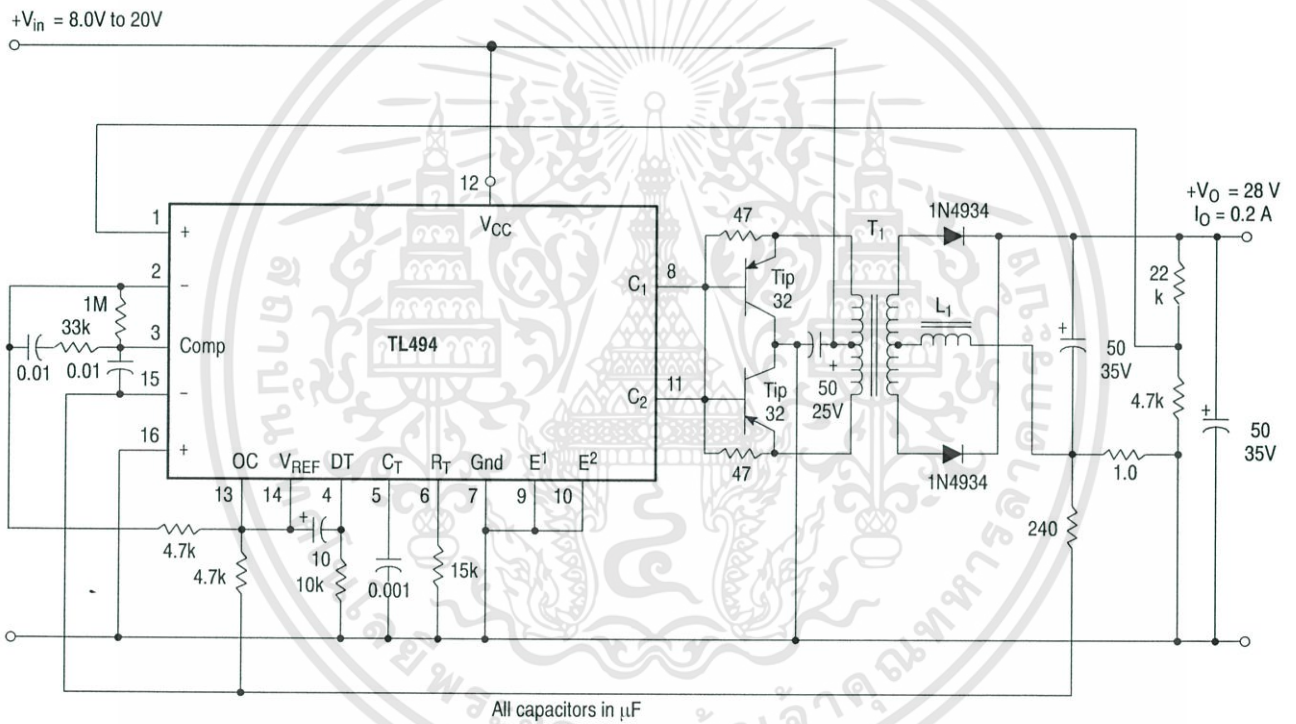 +Vin = 8.0V to 20V
12
VCC
+VO = 28 V
IO = 0.2 A
1
+
2
−
1M
33k
3
Comp
0.01
0.01
15
−
16
+
TL494
C1
8
C2
11
47
Tip
32
Tip
32
47
+
50
25V
T1
1N4934
L1
1N4934
+
50
35V
22
k
4.7k
1.0
+
50
35V
240
OC
VREF
DT
CT
RT
Gnd
E1
E2
13
14
4
5
6
7
9
10
4.7k
4.7k
+
10
10k
0.001
15k
All capacitors in μF